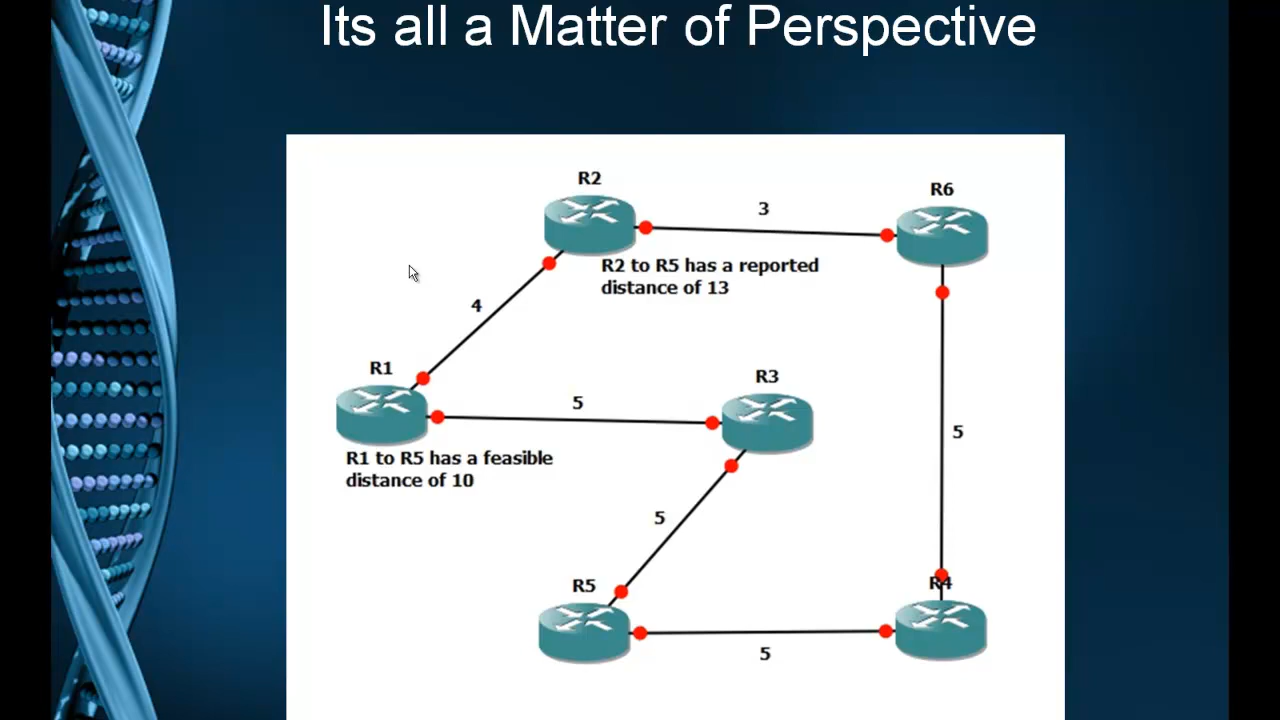 Its all a Matter of Perspective
R2
R6
3
R2 to R5 has a reported
distance of 13
4
R1
R3
5
5
R1 to R5 has a feasible
distance of 10
5
R5
R4
5